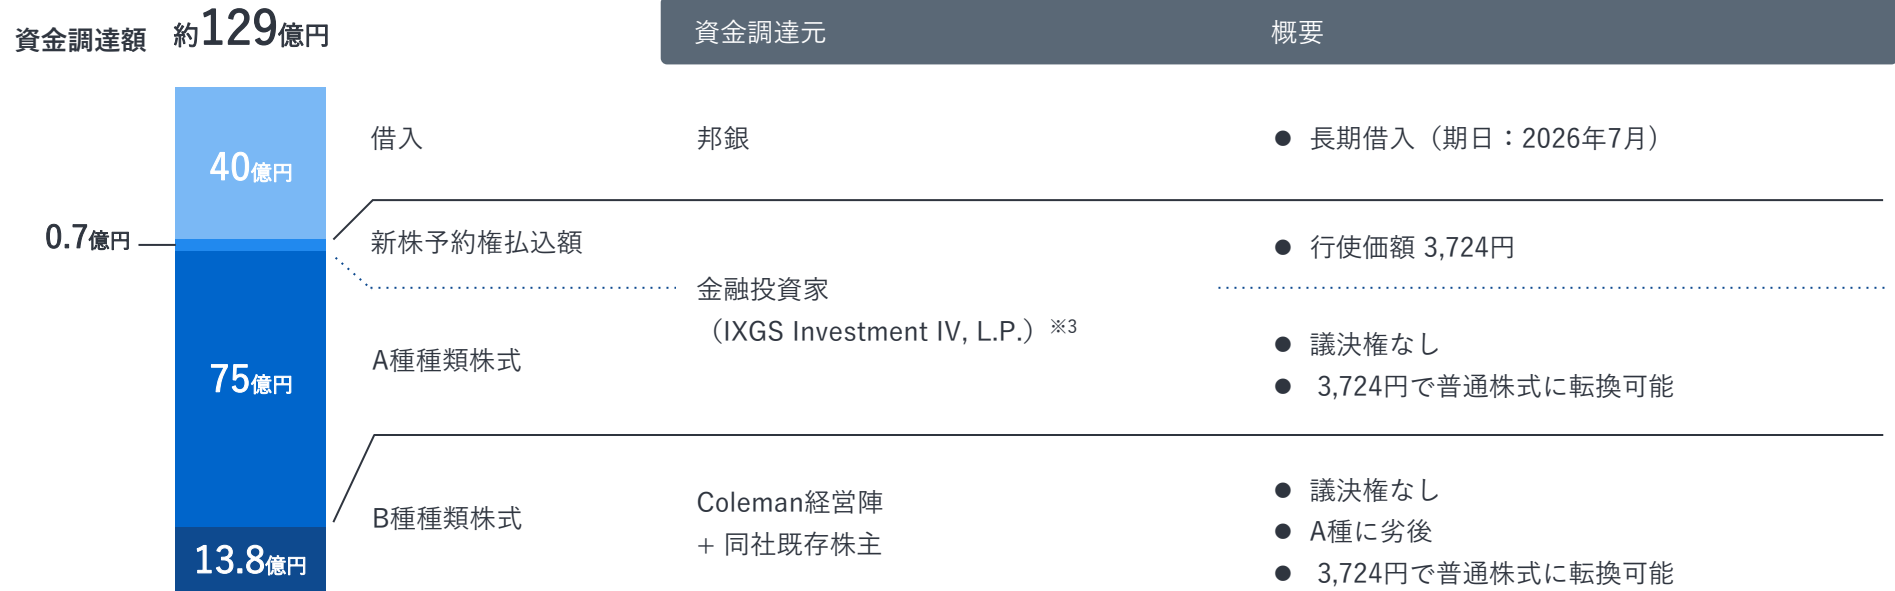 資金調達額 約129億円
資金調達元 概要
40億円
借入
邦銀
● 長期借入（期日：2026年7月）
0.7億円
新株予約権払込額
● 行使価額 3,724円
金融投資家
（IXGS Investment IV, L.P.）※3
75億円
A種種類株式
● 議決権なし
● 3,724円で普通株式に転換可能
13.8億円
B種種類株式
Coleman経営陣
+ 同社既存株主
● 議決権なし
● A種に劣後
● 3,724円で普通株式に転換可能